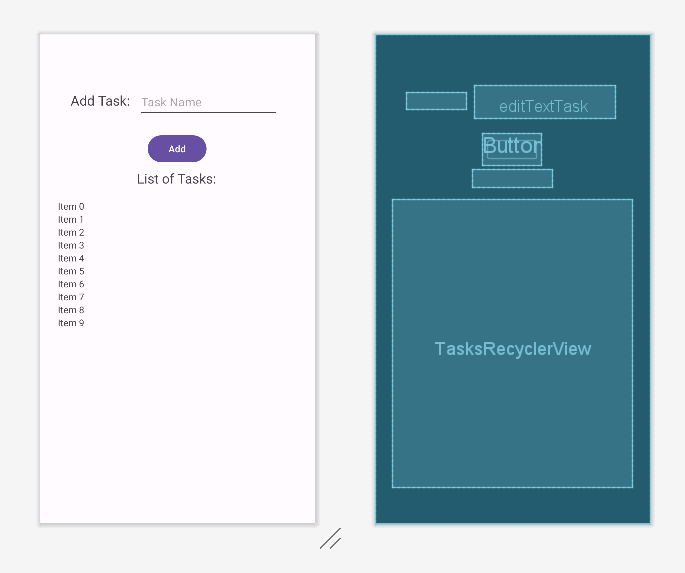 Add Task: Task Name
Add
List of Tasks:
Item 0
Item 1
Item 2
Item 3
Item 4
Item 5
Item 6
Item 7
Item 8
Item 9
editTextTask
Button
TasksRecyclerView